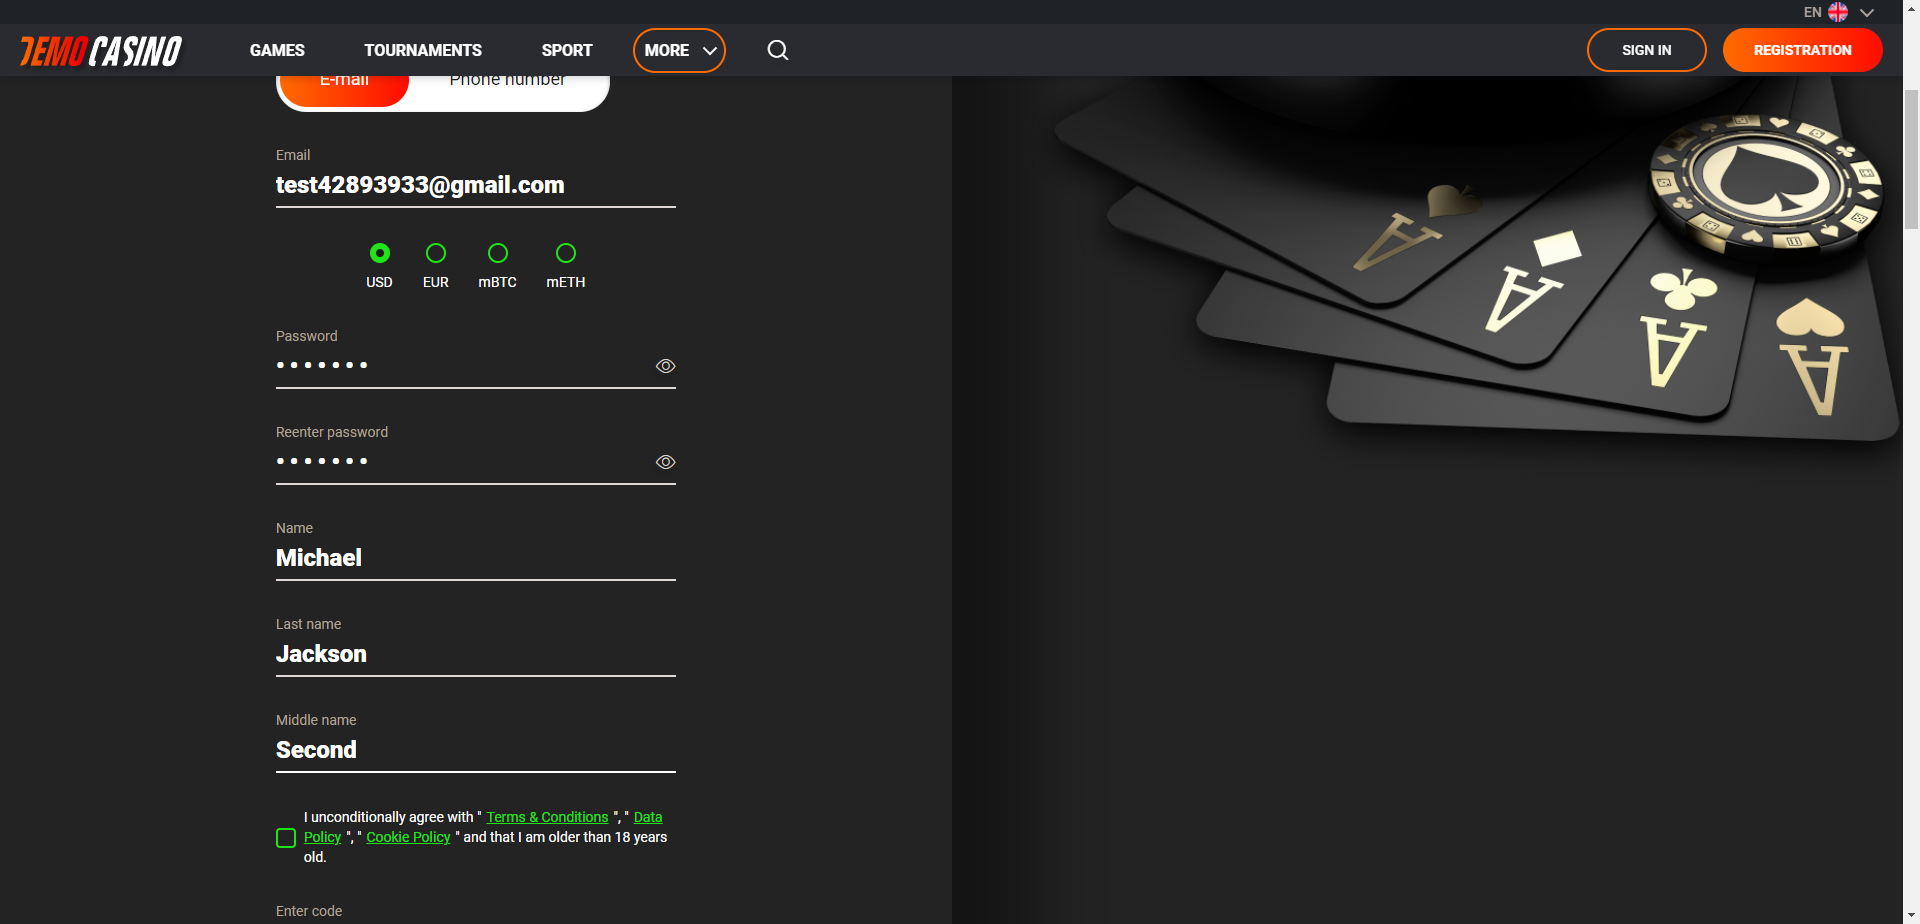 EN
DEMOCASINO
GAMES TOURNAMENTS SPORT MORE SIGN IN REGISTRATION
E-mail Phone number
Email
test42893933@gmail.com
USD EUR mBTC mETH
Password
•••••••
Reenter password
•••••••
Name
Michael
Last name
Jackson
Middle name
Second
I unconditionally agree with " Terms & Conditions ", " Data
Policy ", " Cookie Policy " and that I am older than 18 years
old.
Enter code
A A A A